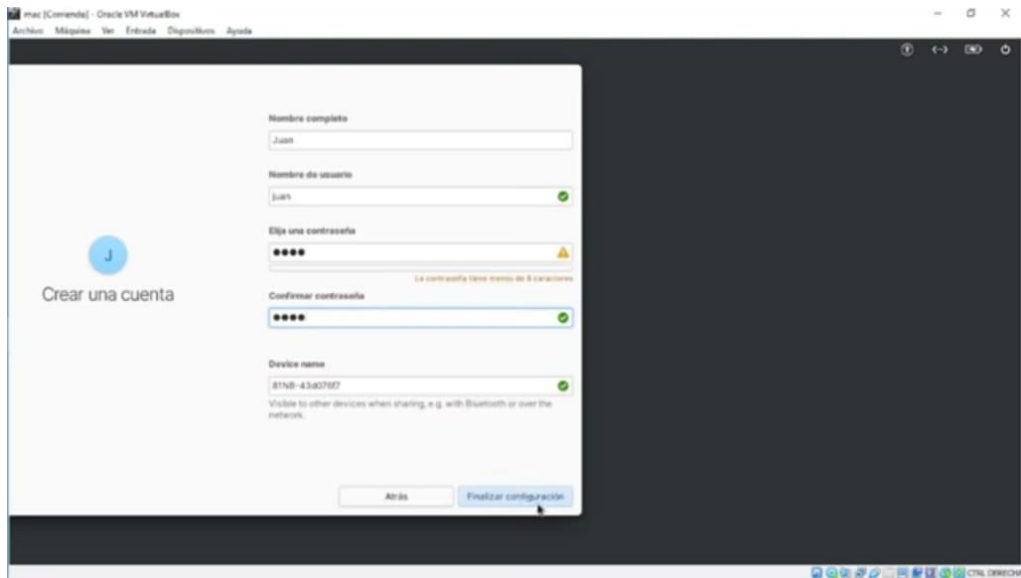 mac [Corriendo] - Oracle VM VirtualBox
Archivo Máquina Ver Entrada Dispositivos Ayuda
Nombre completo
Juan
Nombre de usuario
juan
Elija una contraseña
La contraseña tiene menos de 8 caracteres
J
Crear una cuenta
Confirmar contraseña
Device name
Visible to other devices when sharing, e.g. with Bluetooth or over the
network.
Atrás Finalizar configuración
CTRL DERECHA